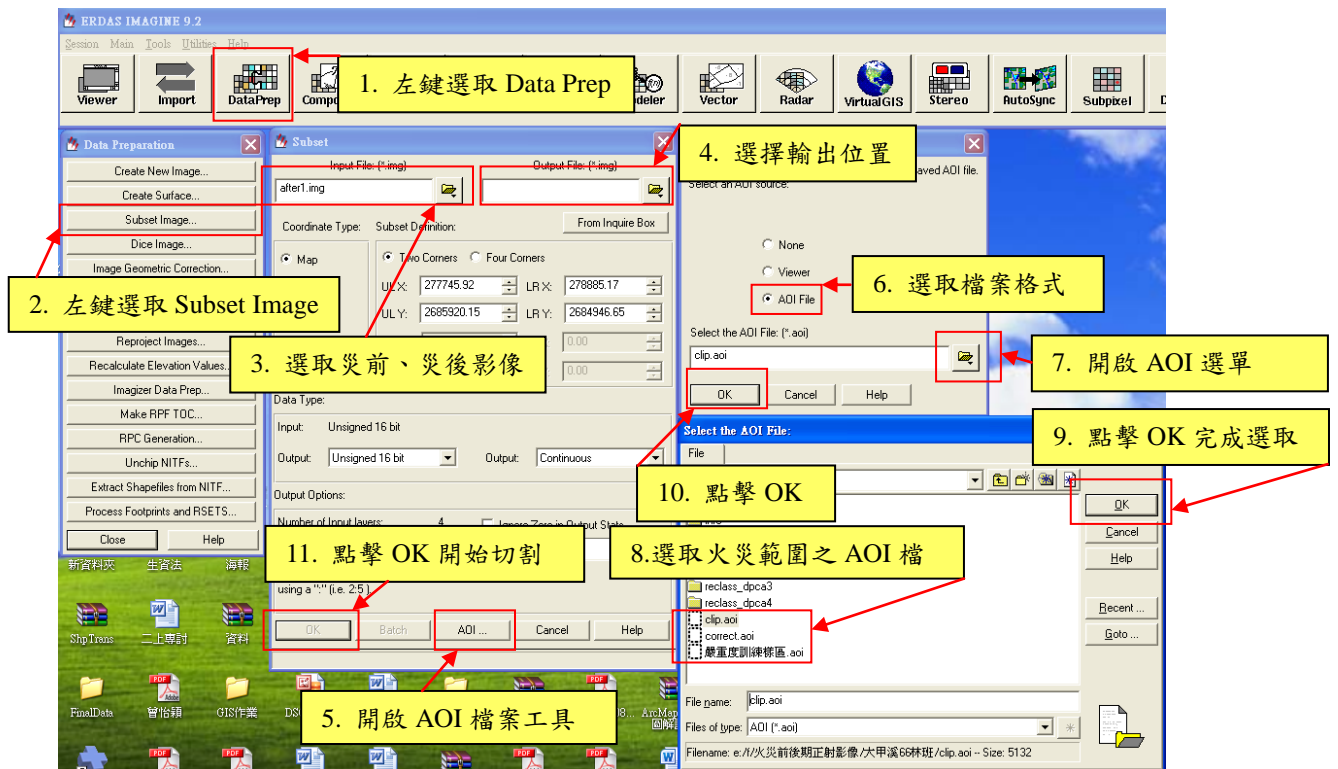 ERDAS IMAGINE 9.2
Session Main Tools Utilities Help
Viewer Import DataPrep Vector Radar VirtualGIS Stereo AutoSync Subpixel
1. 左鍵選取 Data Prep
Data Preparation
Create New Image...
Create Surface...
Subset Image...
Dice Image...
Image Geometric Correction...
2. 左鍵選取 Subset Image
Reproject Images...
Recalculate Elevation Values...
Imagizer Data Prep...
Make RPF TOC...
RPC Generation...
Unchip NITFs...
Extract Shapefiles from NITF...
Process Footprints and RSETS...
Close Help
Subset
Input File: (*.img) Output File: (*.img)
after1.img
Coordinate Type: Subset Definition: From Inquire Box
Map Two Corners Four Corners
UL X: 277745.92 LR X: 278885.17
UL Y: 2685920.15 LR Y: 2684946.65
0.00
0.00
3. 選取災前、災後影像
4. 選擇輸出位置
Data Type:
Input: Unsigned 16 bit
Output: Unsigned 16 bit Output: Continuous
Output Options:
Number of Input layers: 4 Ignore Zero in Output Stats.
11. 點擊 OK 開始切割
using a ":" (i.e. 2:5 ).
OK Batch AOI ... Cancel Help
5. 開啟 AOI 檔案工具
aved AOI file.
Select an AOI source:
None
Viewer
AOI File
6. 選取檔案格式
Select the AOI File: (*.aoi)
clip.aoi
7. 開啟 AOI 選單
OK Cancel Help
Select the AOI File:
File
9. 點擊 OK 完成選取
10. 點擊 OK
8.選取火災範圍之 AOI 檔
reclass_dpca3
reclass_dpca4
clip.aoi
correct.aoi
嚴重度訓練樣區.aoi
OK
Cancel
Help
Recent ...
Goto ...
File name: clip.aoi
Files of type: AOI (*.aoi)
Filename: e:/f/火災前後期正射影像/大甲溪66林班/clip.aoi -- Size: 5132
新資料夾 生資法 海報
ShpTrans 二上專討 資料
FinalData 曾怡穎 GIS作業